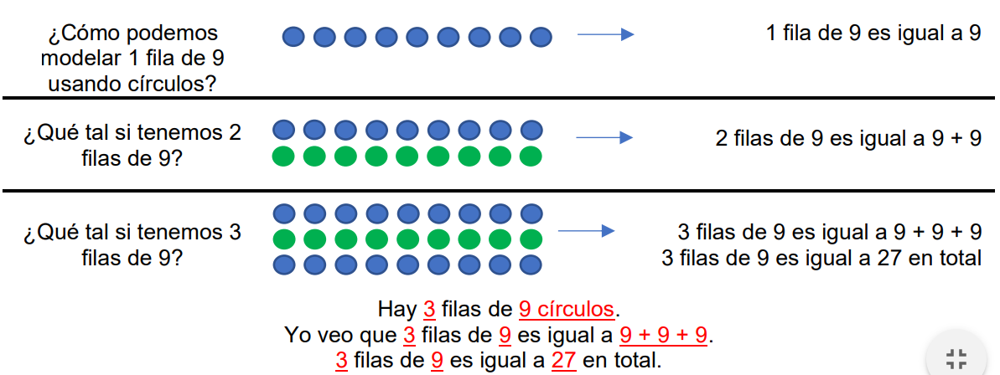 ¿Cómo podemos
modelar 1 fila de 9
usando círculos?
1 fila de 9 es igual a 9
¿Qué tal si tenemos 2
filas de 9?
2 filas de 9 es igual a 9 + 9
¿Qué tal si tenemos 3
filas de 9?
3 filas de 9 es igual a 9 + 9 + 9
3 filas de 9 es igual a 27 en total
Hay 3 filas de 9 círculos.
Yo veo que 3 filas de 9 es igual a 9 + 9 + 9.
3 filas de 9 es igual a 27 en total.